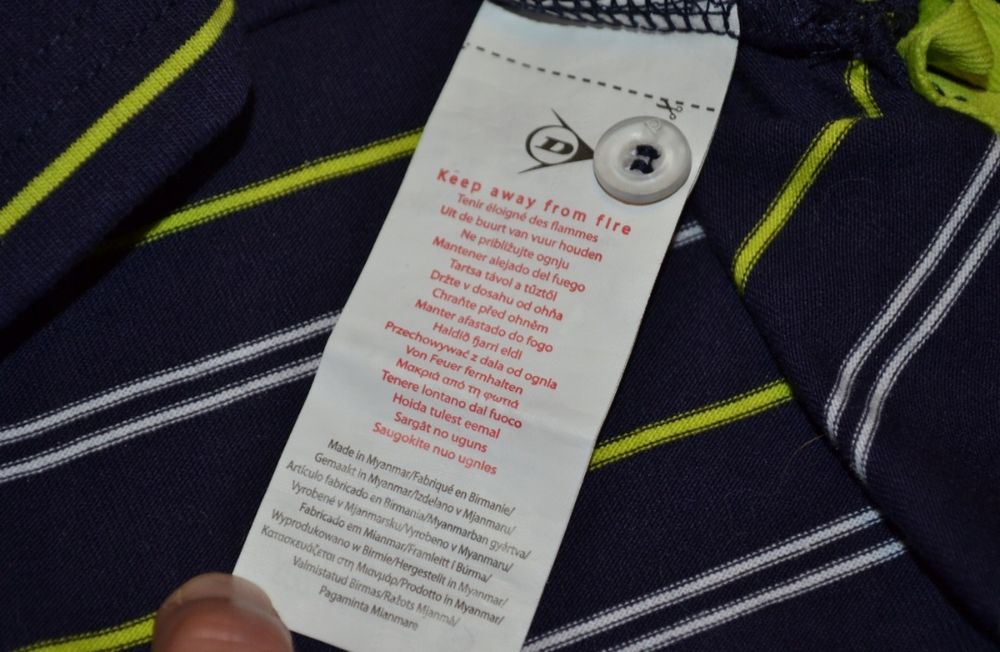 D
Keep away from fire
Tenir éloigné des flammes
Uit de buurt van vuur houden
Ne približujte ognju
Mantener alejado del fuego
Tartsa távol a tűztől
Držte v dosahu od ohňa
Chraňte před ohněm
Manter afastado do fogo
Haldið fjarri eldi
Przechowywać z dala od ognia
Von Feuer fernhalten
Μακριά από τη φωτιά
Tenere lontano dal fuoco
Hoida tulest eemal
Sargāt no uguns
Saugokite nuo ugnies
Made in Myanmar/Fabriqué en Birmanie/
Gemaakt in Myanmar/Izdelano v Mjanmaru/
Artículo fabricado en Birmania/Myanmarban gyártva/
Vyrobené v Mjanmarsku/Vyrobeno v Myanmaru/
Fabricado em Mianmar/Framleitt í Búrma/
Wyprodukowano w Birmie/Hergestellt in Myanmar/
Κατασκευάζεται στη Μιανμάρ/Prodotto in Myanmar/
Valmistatud Birmas/Ražots Mjanmā/
Pagaminta Mianmare